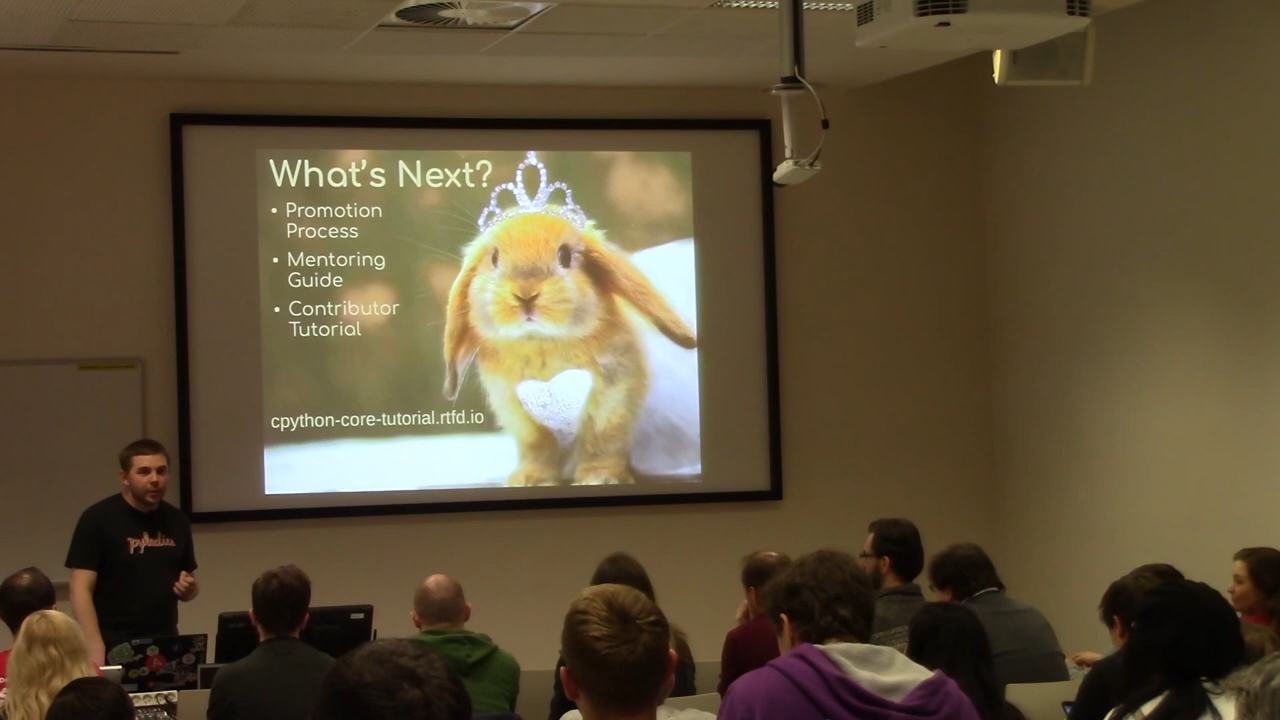 What's Next?
• Promotion
Process
• Mentoring
Guide
• Contributor
Tutorial
cpython-core-tutorial.rtfd.io
pyladies